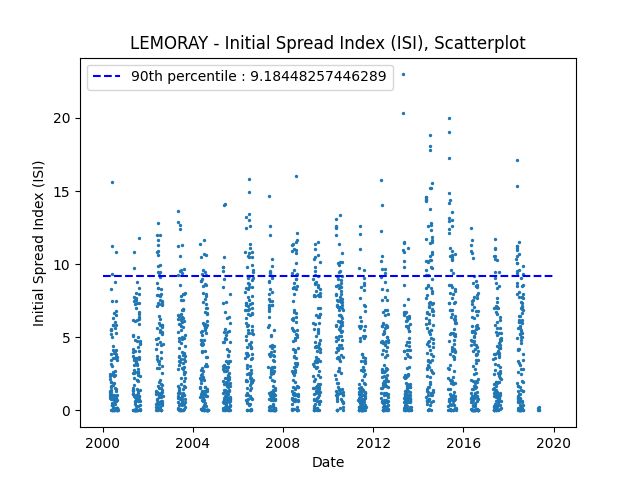 LEMORAY - Initial Spread Index (ISI), Scatterplot
90th percentile : 9.18448257446289
Initial Spread Index (ISI)
20
15
10
5
0
2000 2004 2008 2012 2016 2020
Date